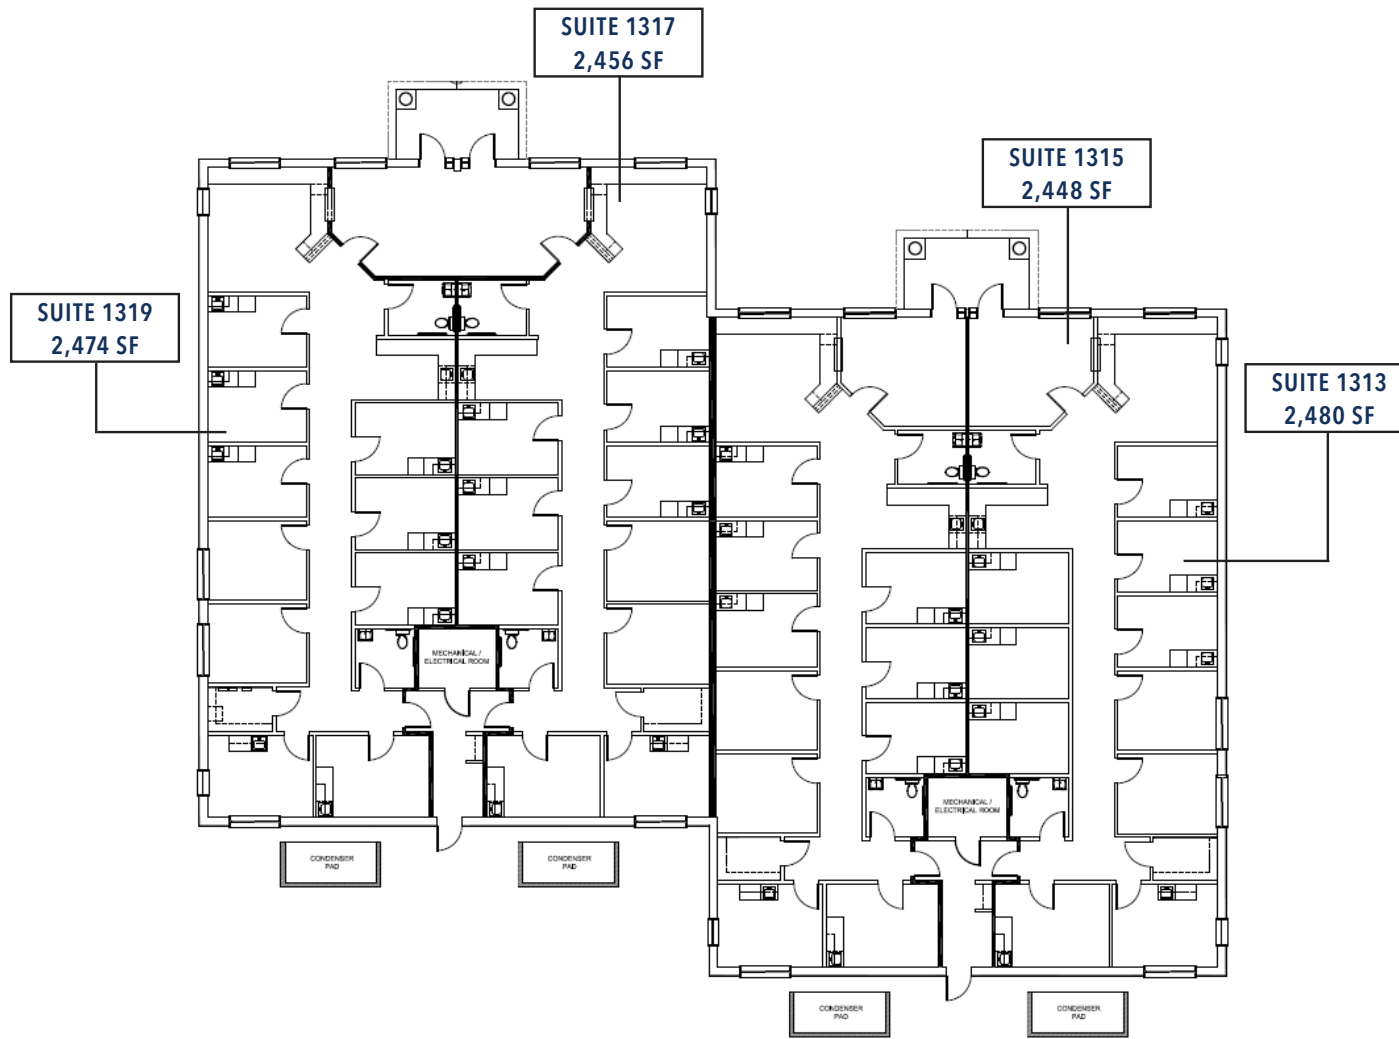 SUITE 1317
2,456 SF
SUITE 1315
2,448 SF
SUITE 1319
2,474 SF
SUITE 1313
2,480 SF
MECHANICAL /
ELECTRICAL ROOM
MECHANICAL /
ELECTRICAL ROOM
CONDENSER
PAD
CONDENSER
PAD
CONDENSER
PAD
CONDENSER
PAD